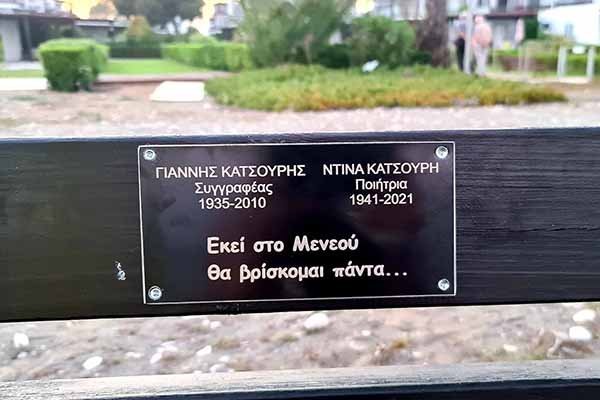 ΓΙΑΝΝΗΣ ΚΑΤΣΟΥΡΗΣ
Συγγραφέας
1935-2010
ΝΤΙΝΑ ΚΑΤΣΟΥΡΗ
Ποιήτρια
1941-2021
Εκεί στο Μενεού
θα βρίσκομαι πάντα...